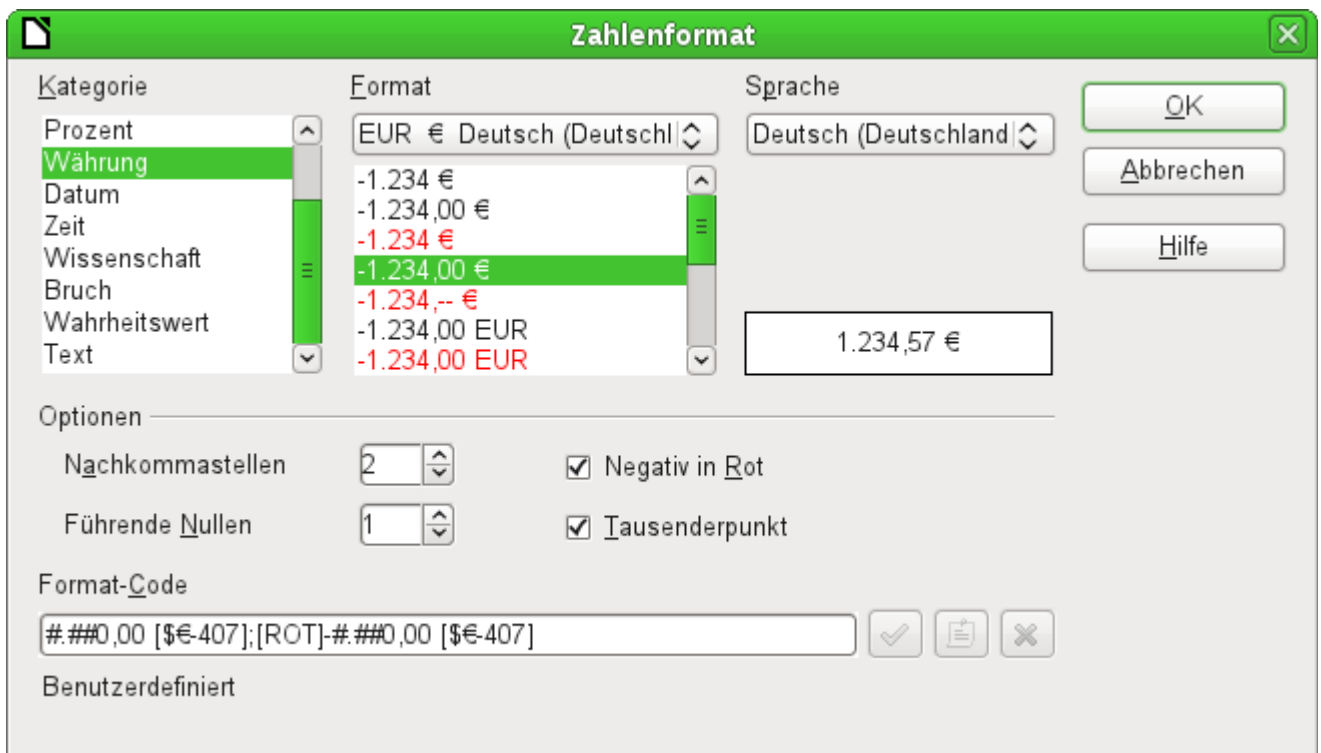 Zahlenformat
Kategorie
Prozent
Währung
Datum
Zeit
Wissenschaft
Bruch
Wahrheitswert
Text
Format
EUR € Deutsch (Deutschl
-1.234 €
-1.234,00 €
-1.234 €
-1.234,00 €
-1.234,-- €
-1.234,00 EUR
-1.234,00 EUR
Sprache
Deutsch (Deutschland
1.234,57 €
OK
Abbrechen
Hilfe
Optionen
Nachkommastellen 2
Negativ in Rot
Führende Nullen 1
Tausenderpunkt
Format-Code
#.##0,00 [$€-407];[ROT]-#.##0,00 [$€-407]
Benutzerdefiniert